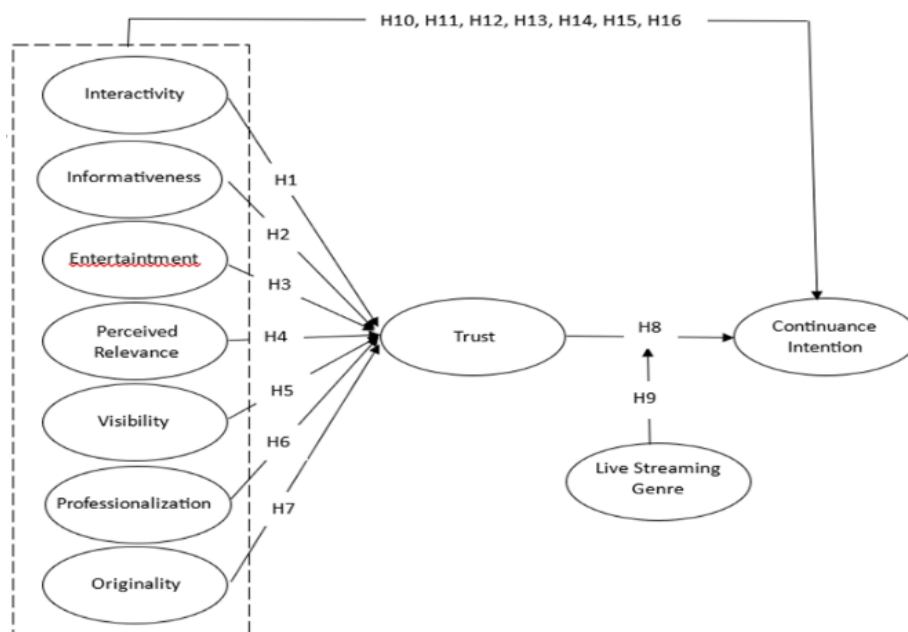 H10, H11, H12, H13, H14, H15, H16
Interactivity
H1
Informativeness
H2
Entertaintment
H3
Perceived
Relevance
H4
Trust
H8
Continuance
Intention
H5
H9
Visibility
H6
Live Streaming
Genre
Professionalization
H7
Originality